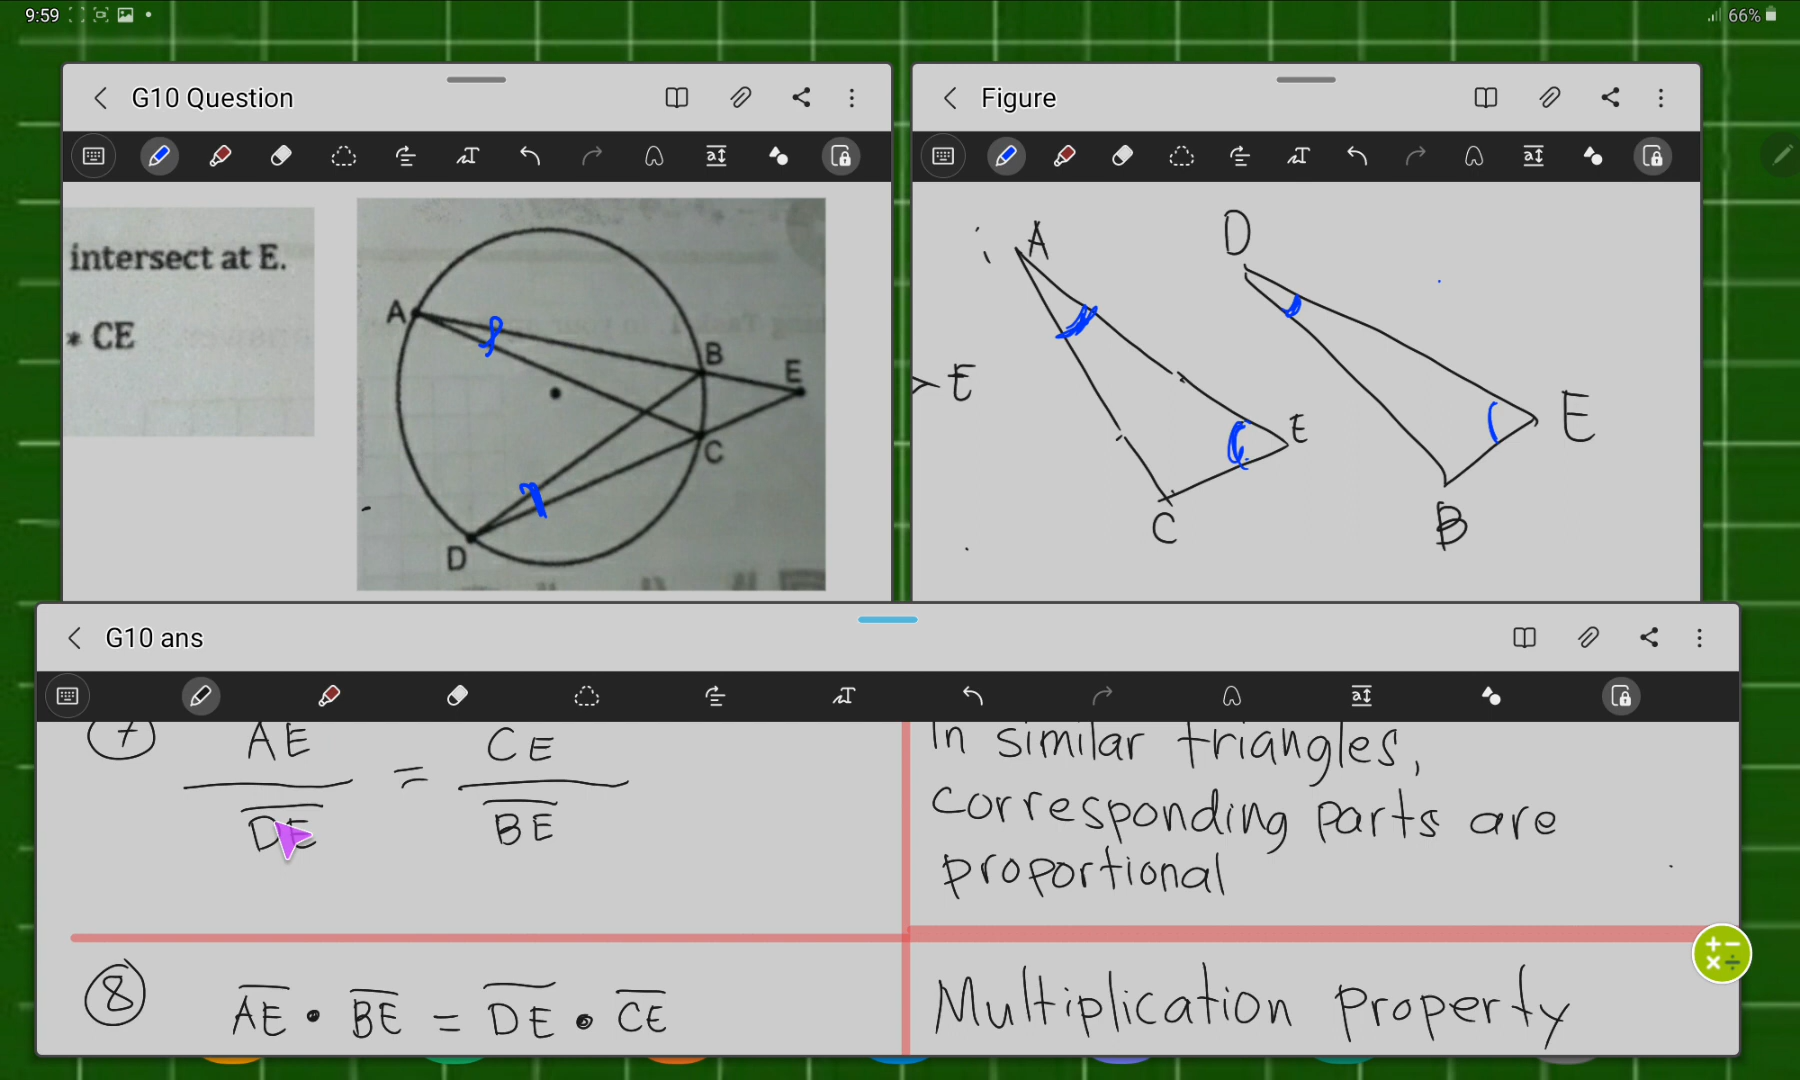 9:59
66%
G10 Question
intersect at E.
* CE
A
B
E
C
D
Figure
A
D
E
E
E
C
B
G10 ans
7
AE
DE
=
CE
BE
In similar triangles,
corresponding parts are
proportional
8
AE • BE = DE • CE
Multiplication property